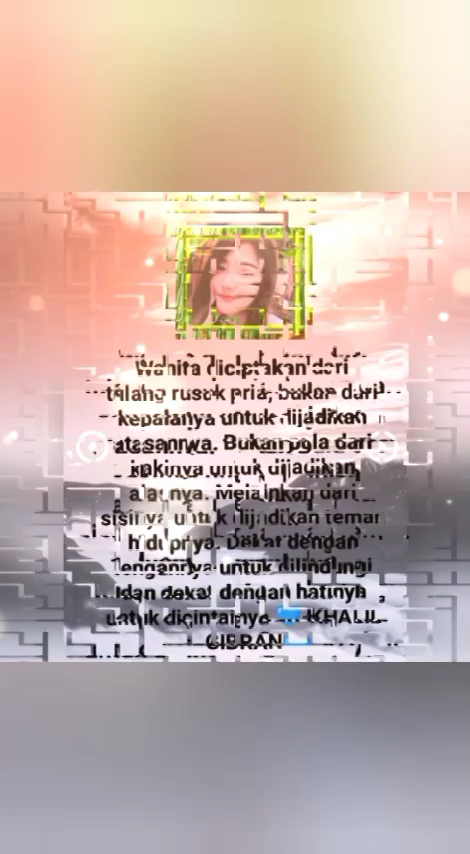 Wanita diciptakan dari
tulang rusuk pria, bukan dari
kepalanya untuk dijadikan
atasannya. Bukan pula dari
kakinya untuk dijadikan
alasnya. Melainkan dari
sisinya untuk dijadikan teman
hidupnya. Dekat dengan
lengannya untuk dilindungi
dan dekat dengan hatinya
untuk dicintainya 💙 KHALIL
GIBRAN